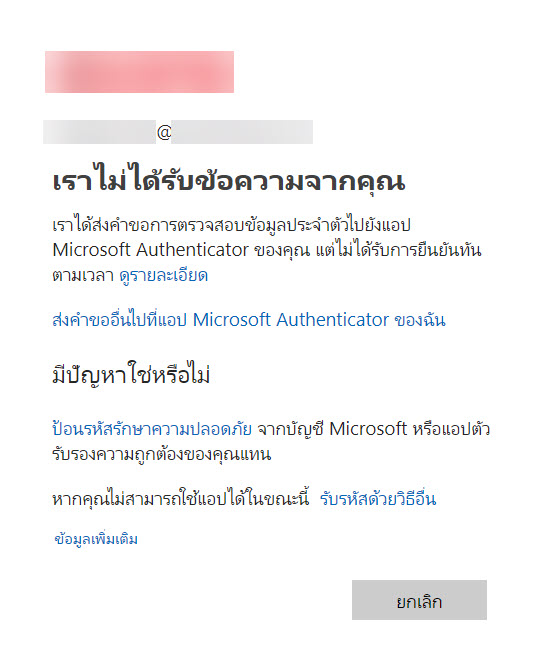 @
เราไม่ได้รับข้อความจากคุณ
เราได้ส่งคำขอการตรวจสอบข้อมูลประจำตัวไปยังแอป
Microsoft Authenticator ของคุณ แต่ไม่ได้รับการยืนยันทัน
ตามเวลา ดูรายละเอียด
ส่งคำขออื่นไปที่แอป Microsoft Authenticator ของฉัน
มีปัญหาใช่หรือไม่
ป้อนรหัสรักษาความปลอดภัย จากบัญชี Microsoft หรือแอปตัว
รับรองความถูกต้องของคุณแทน
หากคุณไม่สามารถใช้แอปได้ในขณะนี้ รับรหัสด้วยวิธีอื่น
ข้อมูลเพิ่มเติม
ยกเลิก